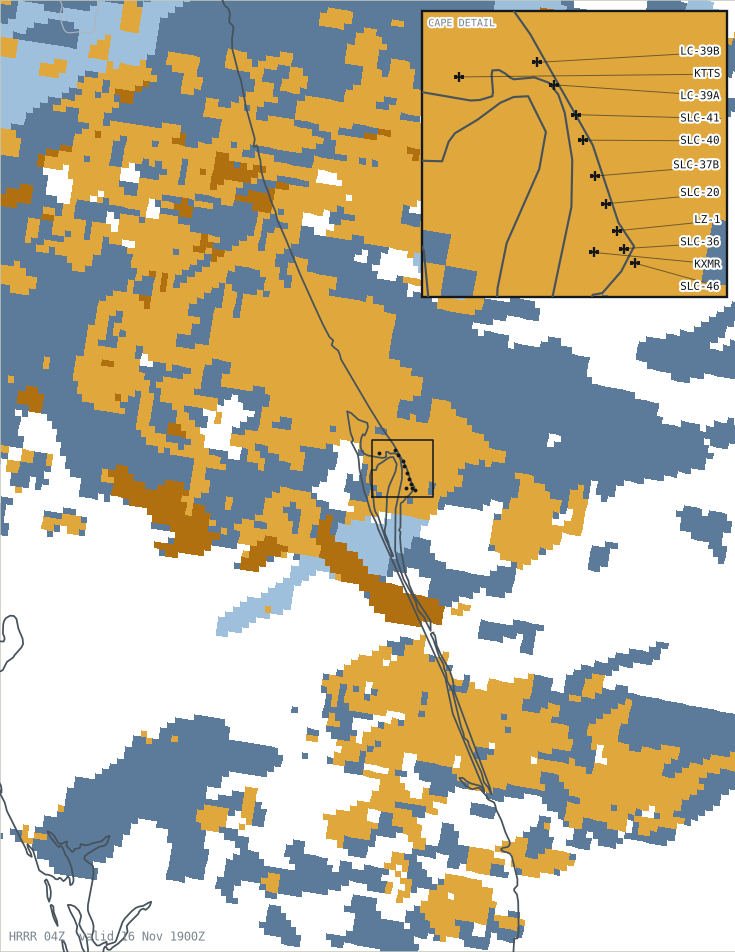 CAPE DETAIL
LC-39B
KTTS
LC-39A
SLC-41
SLC-40
SLC-37B
SLC-20
LZ-1
SLC-36
KXMR
SLC-46
HRRR 04Z  valid 16 Nov 1900Z